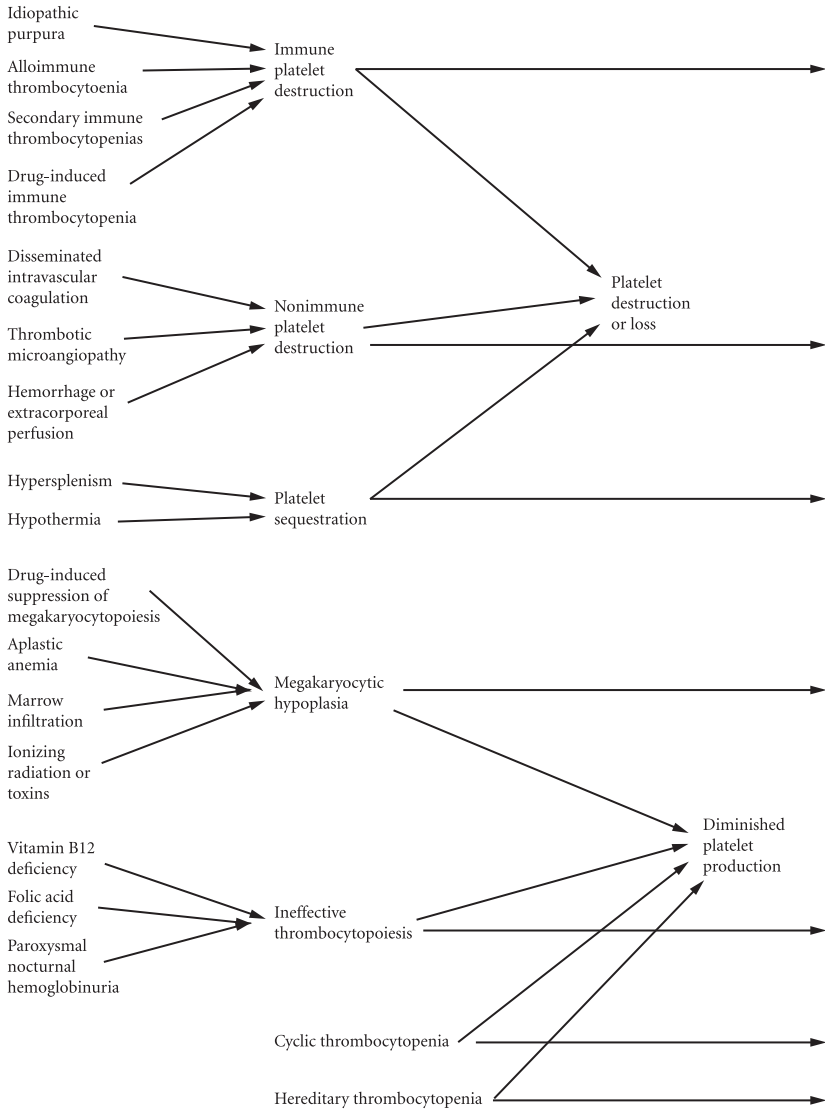 Idiopathic
purpura
Alloimmune
thrombocytoenia
Secondary immune
thrombocytopenias
Drug-induced
immune
thrombocytopenia
Immune
platelet
destruction
Disseminated
intravascular
coagulation
Thrombotic
microangiopathy
Hemorrhage or
extracorporeal
perfusion
Nonimmune
platelet
destruction
Platelet
destruction
or loss
Hypersplenism
Hypothermia
Platelet
sequestration
Drug-induced
suppression of
megakaryocytopoiesis
Aplastic
anemia
Marrow
infiltration
Ionizing
radiation or
toxins
Megakaryocytic
hypoplasia
Vitamin B12
deficiency
Folic acid
deficiency
Paroxysmal
nocturnal
hemoglobinuria
Ineffective
thrombocytopoiesis
Diminished
platelet
production
Cyclic thrombocytopenia
Hereditary thrombocytopenia